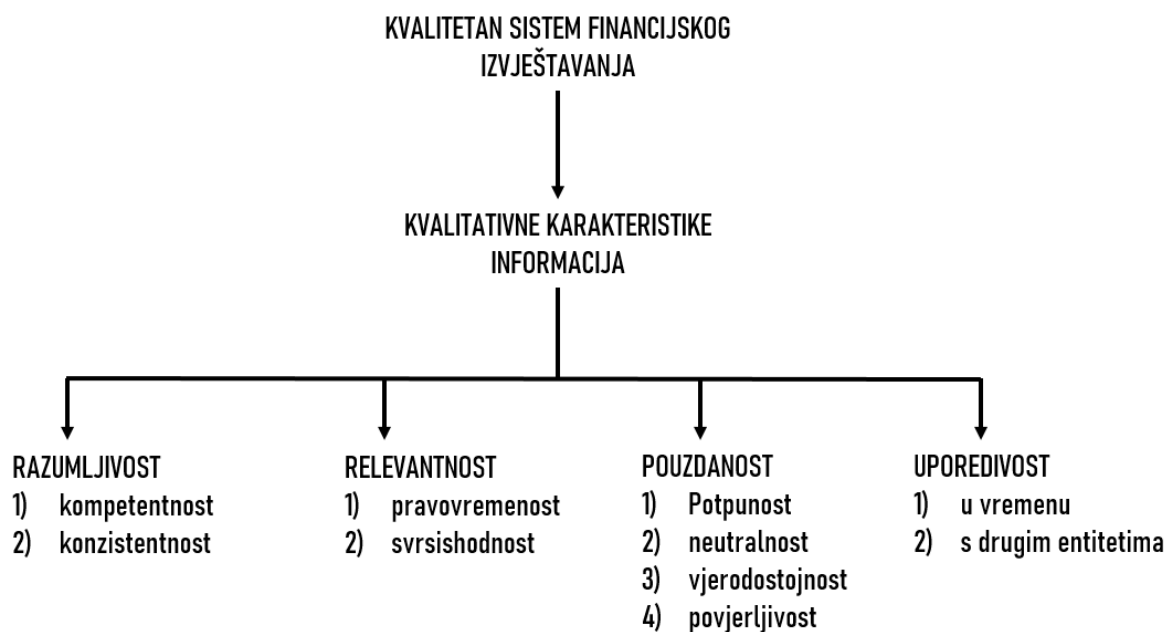 KVALITETAN SISTEM FINANCIJSKOG
IZVJEŠTAVANJA
KVALITATIVNE KARAKTERISTIKE
INFORMACIJA
RAZUMLJIVOST
1) kompetentnost
2) konzistentnost
RELEVANTNOST
1) pravovremenost
2) svrsishodnost
POUZDANOST
1) Potpunost
2) neutralnost
3) vjerodostojnost
4) povjerljivost
UPOREDIVOST
1) u vremenu
2) s drugim entitetima